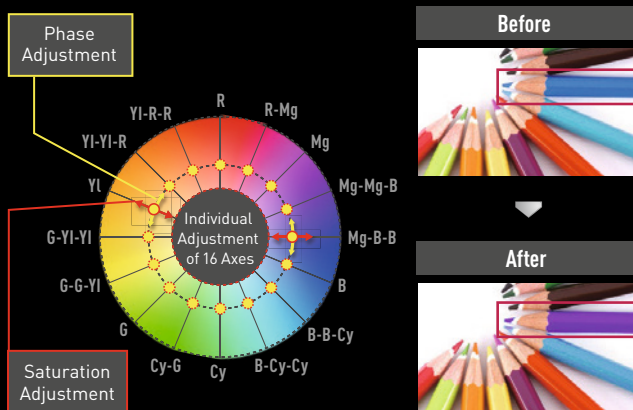 Phase
Adjustment
R
R-Mg
Mg
Mg-Mg-B
Mg-B-B
B
B-B-Cy
B-Cy-Cy
Cy
Cy-G
G
G-G-Yl
G-Yl-Yl
Yl
Yl-Yl-R
Yl-R-R
Individual
Adjustment
of 16 Axes
Saturation
Adjustment
Before
After